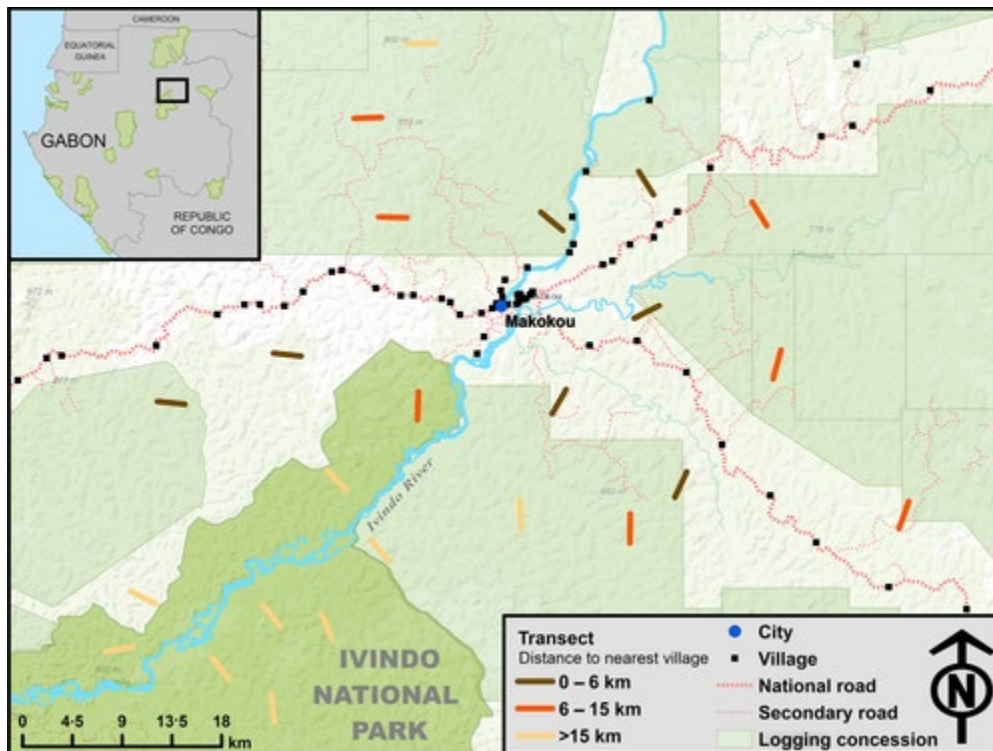 CAMEROON
EQUATORIAL
GUINEA
GABON
REPUBLIC
OF CONGO
Makokou
Ivindo River
IVINDO
NATIONAL
PARK
0 4·5 9 13·5 18
km
Transect
Distance to nearest village
0 – 6 km
6 – 15 km
>15 km
City
Village
National road
Secondary road
Logging concession
N